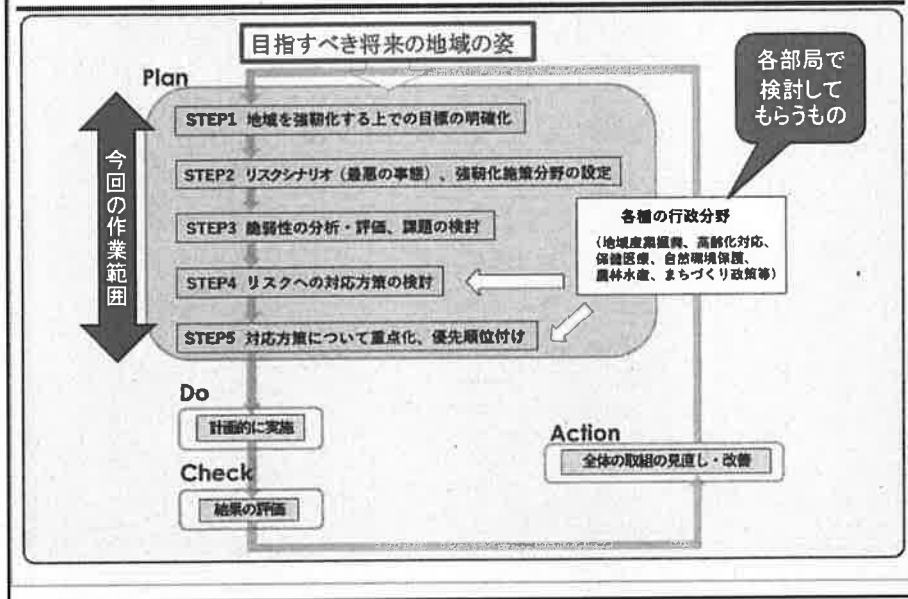 目指すべき将来の地域の姿
各部局で
検討して
もらうもの
Plan
今回の作業範囲
STEP1 地域を強靭化する上での目標の明確化
STEP2 リスクシナリオ（最悪の事態）、強靭化施策分野の設定
STEP3 脆弱性の分析・評価、課題の検討
STEP4 リスクへの対応方策の検討
STEP5 対応方策について重点化、優先順位付け
各種の行政分野
（地域産業振興、高齢化対応、
保健医療、自然環境保護、
農林水産、まちづくり政策等）
Do
計画的に実施
Check
結果の評価
Action
全体の取組の見直し・改善